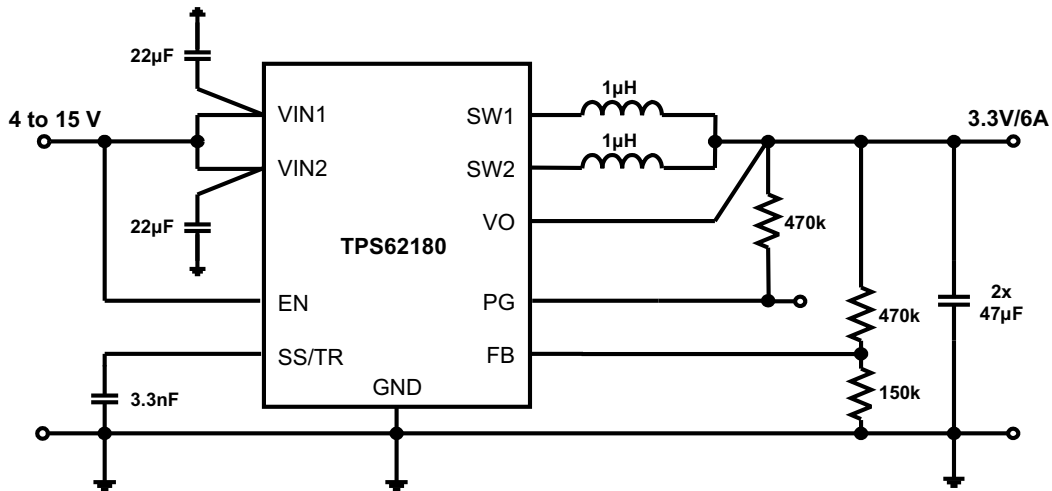 22µF
4 to 15 V
22µF
3.3nF
VIN1
VIN2
EN
SS/TR
GND
TPS62180
SW1
SW2
VO
PG
FB
1µH
1µH
470k
470k
150k
2x
47µF
3.3V/6A